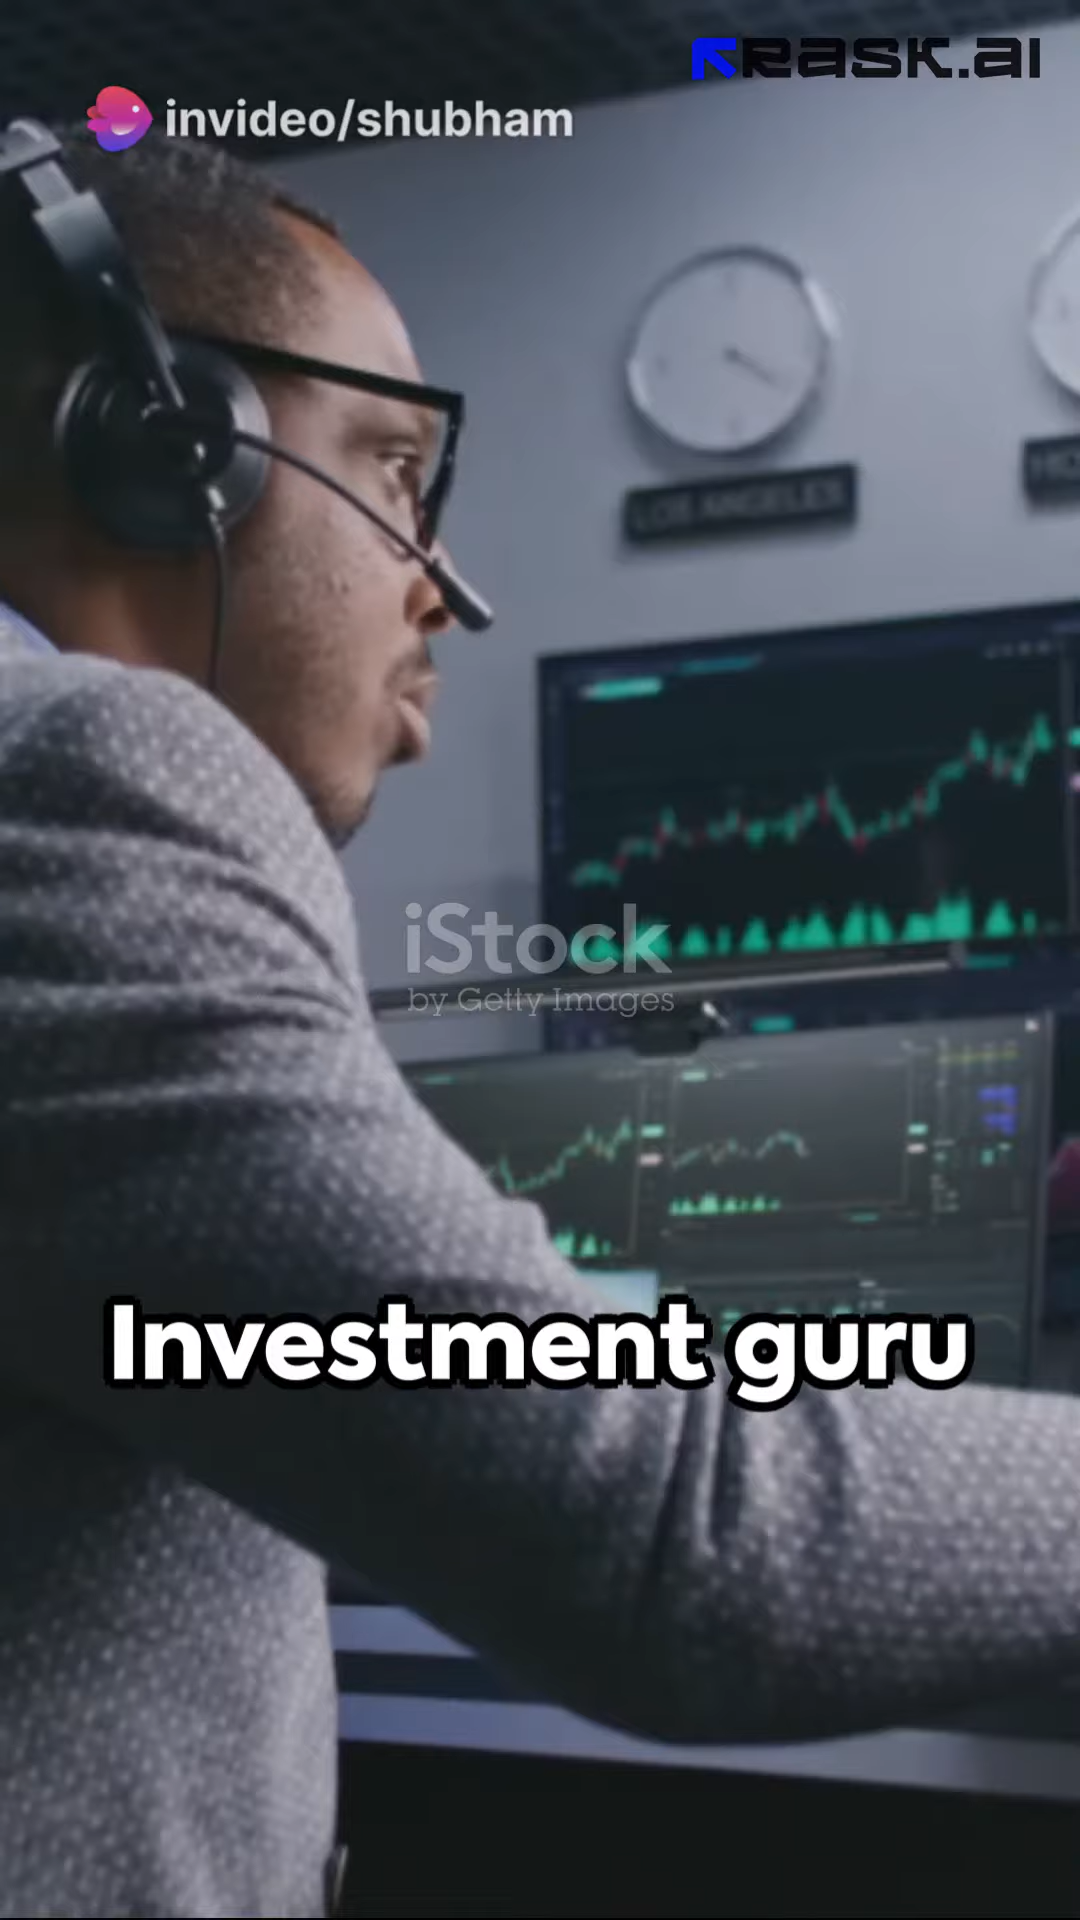 rask.ai
invideo/shubham
LOS ANGELES
iStock
by Getty Images
Investment guru